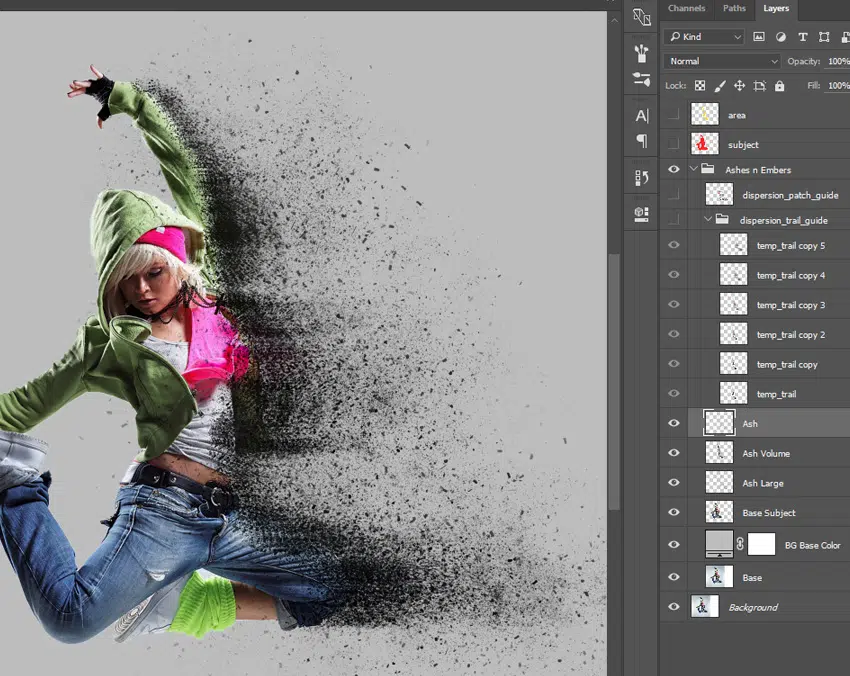 Channels Paths Layers
Kind
Normal Opacity: 100%
Lock: Fill: 100%
area
subject
Ashes n Embers
dispersion_patch_guide
dispersion_trail_guide
temp_trail copy 5
temp_trail copy 4
temp_trail copy 3
temp_trail copy 2
temp_trail copy
temp_trail
Ash
Ash Volume
Ash Large
Base Subject
BG Base Color
Base
Background